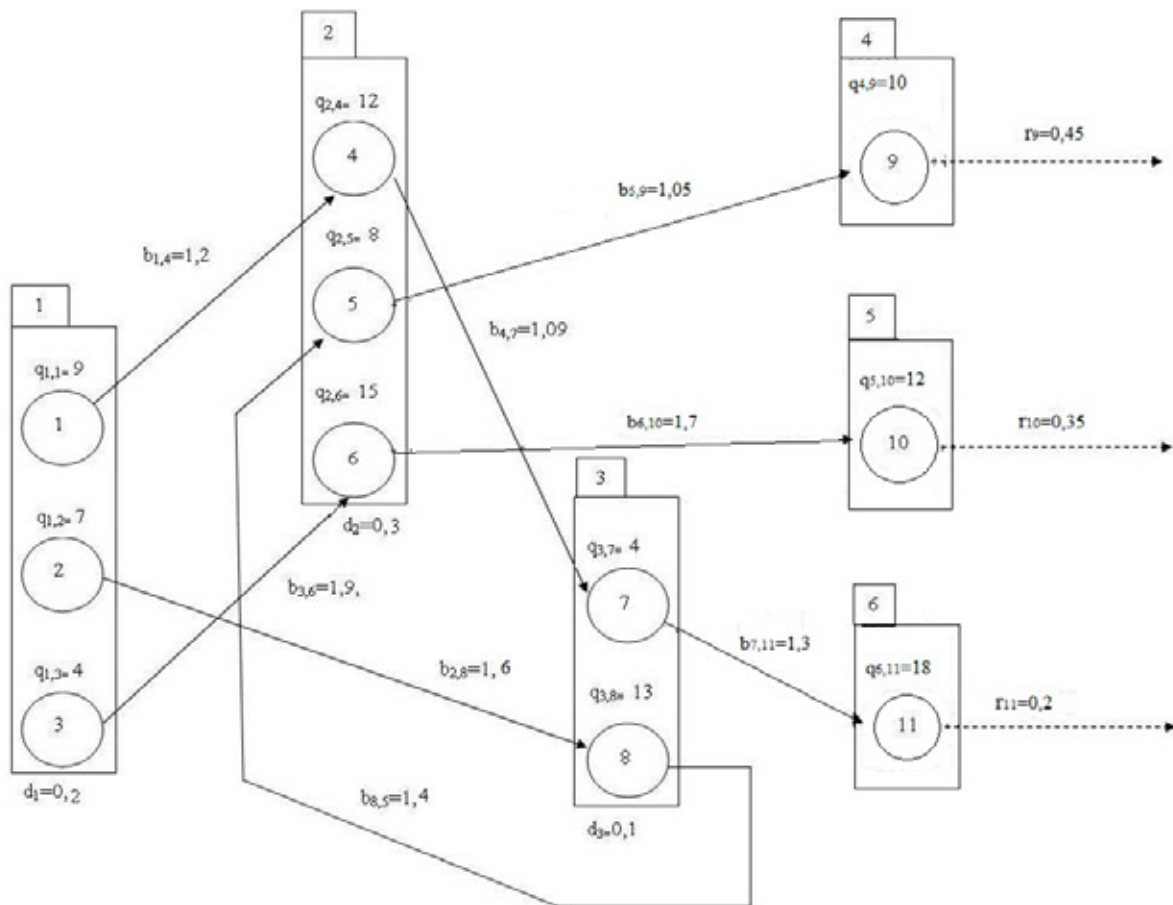 1
q1,1= 9
1
q1,2= 7
2
q1,3= 4
3
d1=0,2
b1,4=1,2
b3,6=1,9,
b2,8=1, 6
b8,5=1, 4
2
q2,4= 12
4
q2,5= 8
5
q2,6= 15
6
d2=0,3
b5,9=1,05
b4,7=1,09
b6,10=1,7
3
q3,7= 4
7
q3,8= 13
8
d3=0,1
b7,11=1,3
4
q4,9=10
9
r9=0,45
5
q5,10=12
10
r10=0,35
6
q6,11=18
11
r11=0,2